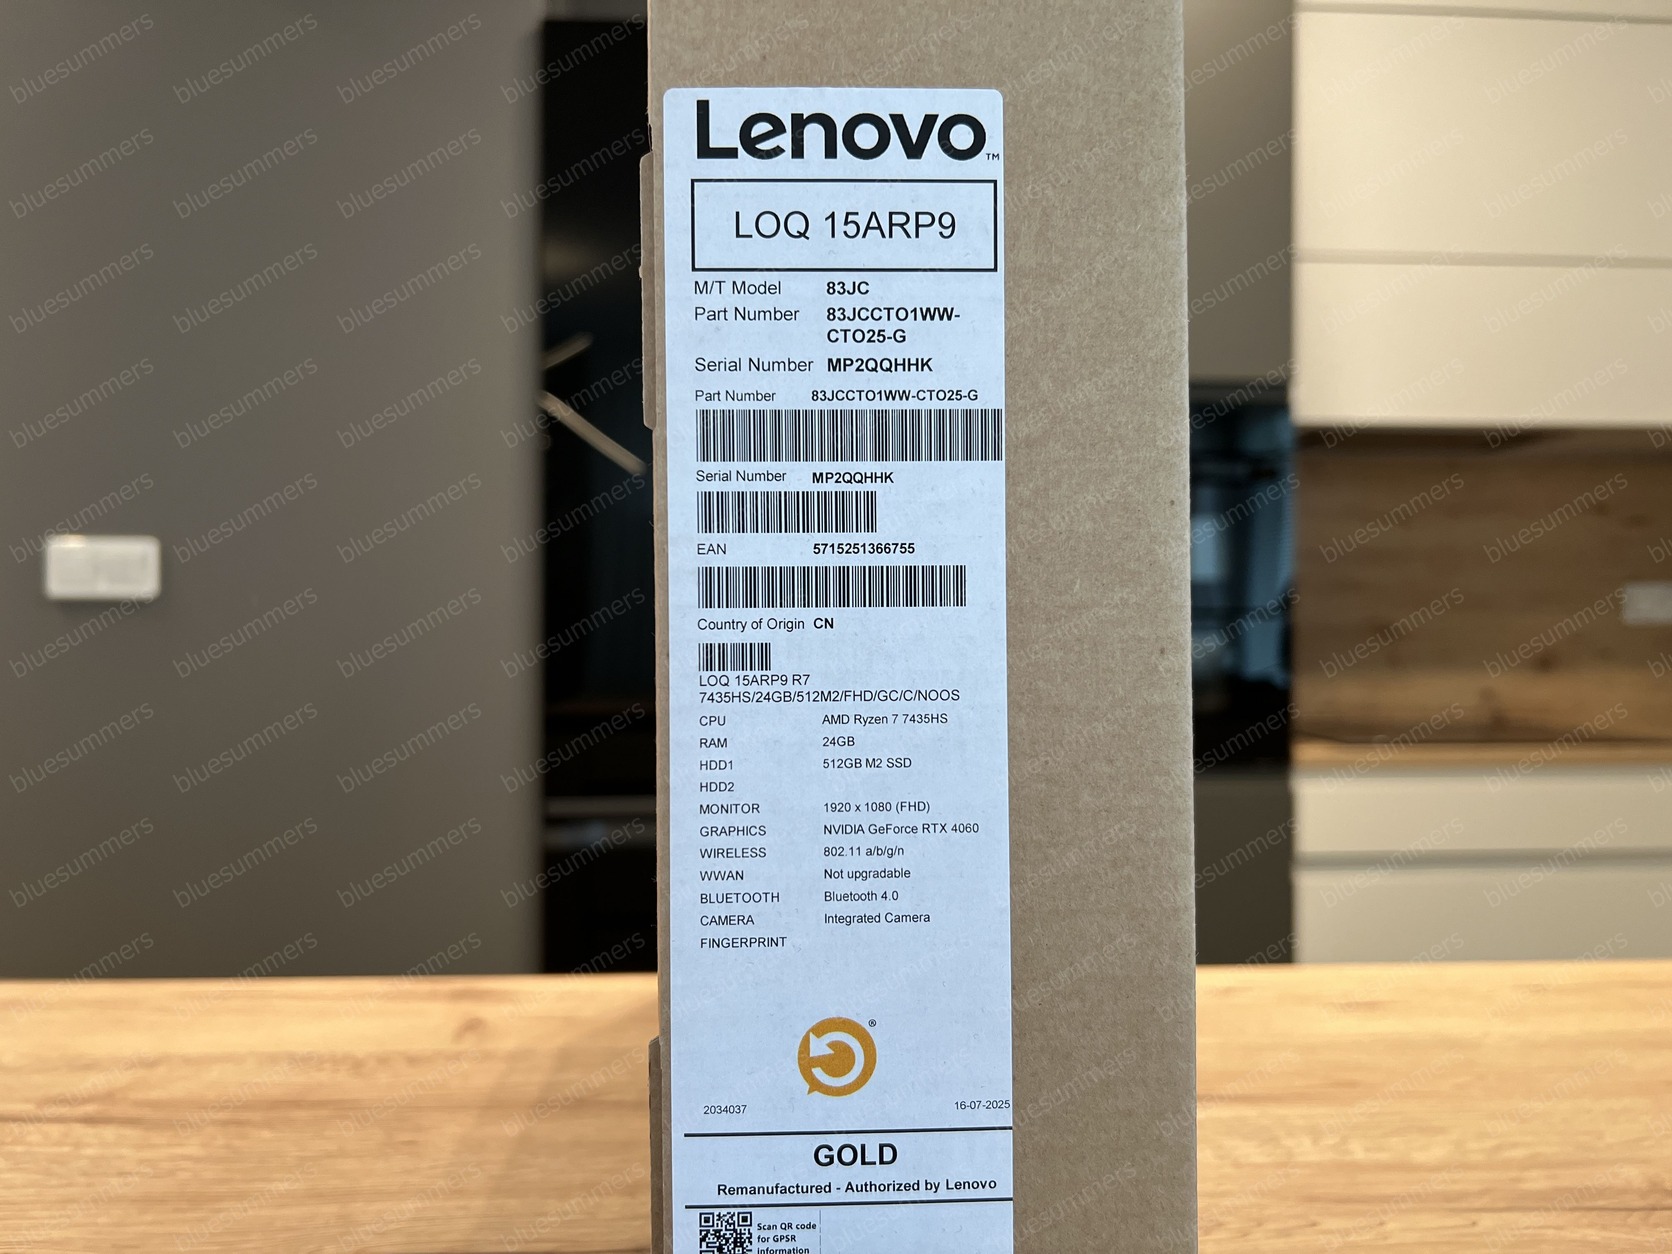 Lenovo™
LOQ 15ARP9
M/T Model 83JC
Part Number 83JCCTO1WW-
CTO25-G
Serial Number MP2QQHHK
Part Number 83JCCTO1WW-CTO25-G
Serial Number MP2QQHHK
EAN 5715251366755
Country of Origin CN
LOQ 15ARP9 R7
7435HS/24GB/512M2/FHD/GC/C/NOOS
CPU AMD Ryzen 7 7435HS
RAM 24GB
HDD1 512GB M2 SSD
HDD2
MONITOR 1920 x 1080 (FHD)
GRAPHICS NVIDIA GeForce RTX 4060
WIRELESS 802.11 a/b/g/n
WWAN Not upgradable
BLUETOOTH Bluetooth 4.0
CAMERA Integrated Camera
FINGERPRINT
®
2034037 16-07-2025
GOLD
Remanufactured - Authorized by Lenovo
Scan QR code
for GPSR
information
bluesummers